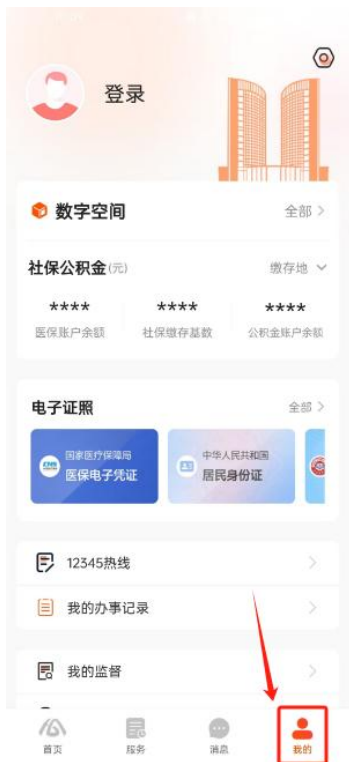 登录
数字空间
全部 >
社保公积金(元)
缴存地
**** **** ****
医保账户余额 社保缴存基数 公积金账户余额
电子证照
全部 >
国家医疗保障局
医保电子凭证
中华人民共和国
居民身份证
12345热线
我的办事记录
我的监督
首页 服务 消息 我的